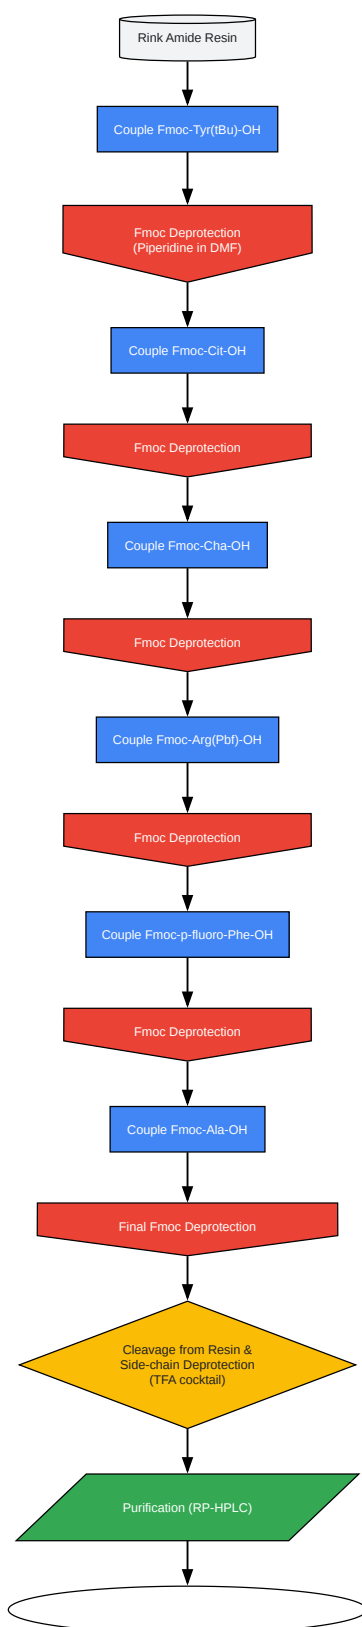 Rink Amide Resin
Couple Fmoc-Tyr(tBu)-OH
Fmoc Deprotection
(Piperidine in DMF)
Couple Fmoc-Cit-OH
Fmoc Deprotection
Couple Fmoc-Cha-OH
Fmoc Deprotection
Couple Fmoc-Arg(Pbf)-OH
Fmoc Deprotection
Couple Fmoc-p-fluoro-Phe-OH
Fmoc Deprotection
Couple Fmoc-Ala-OH
Final Fmoc Deprotection
Cleavage from Resin &
Side-chain Deprotection
(TFA cocktail)
Purification (RP-HPLC)